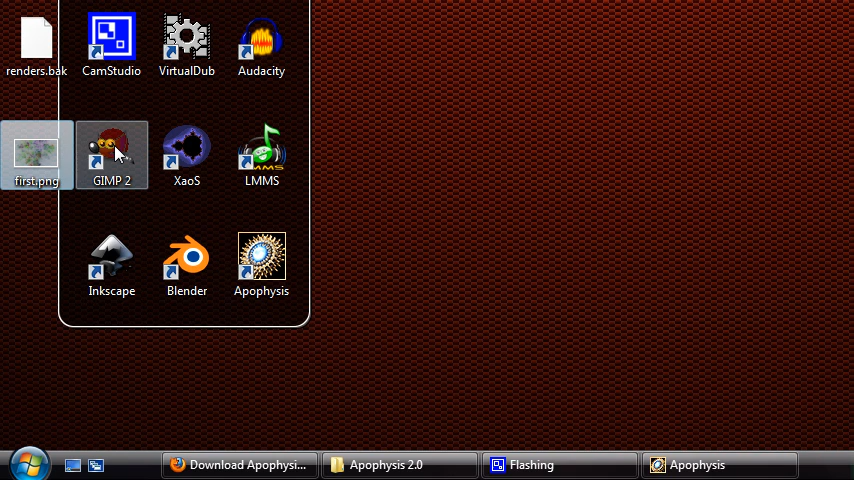 renders.bak
CamStudio
VirtualDub
Audacity
first.png
GIMP 2
XaoS
LMMS
Inkscape
Blender
Apophysis
Download Apophysi...
Apophysis 2.0
Flashing
Apophysis